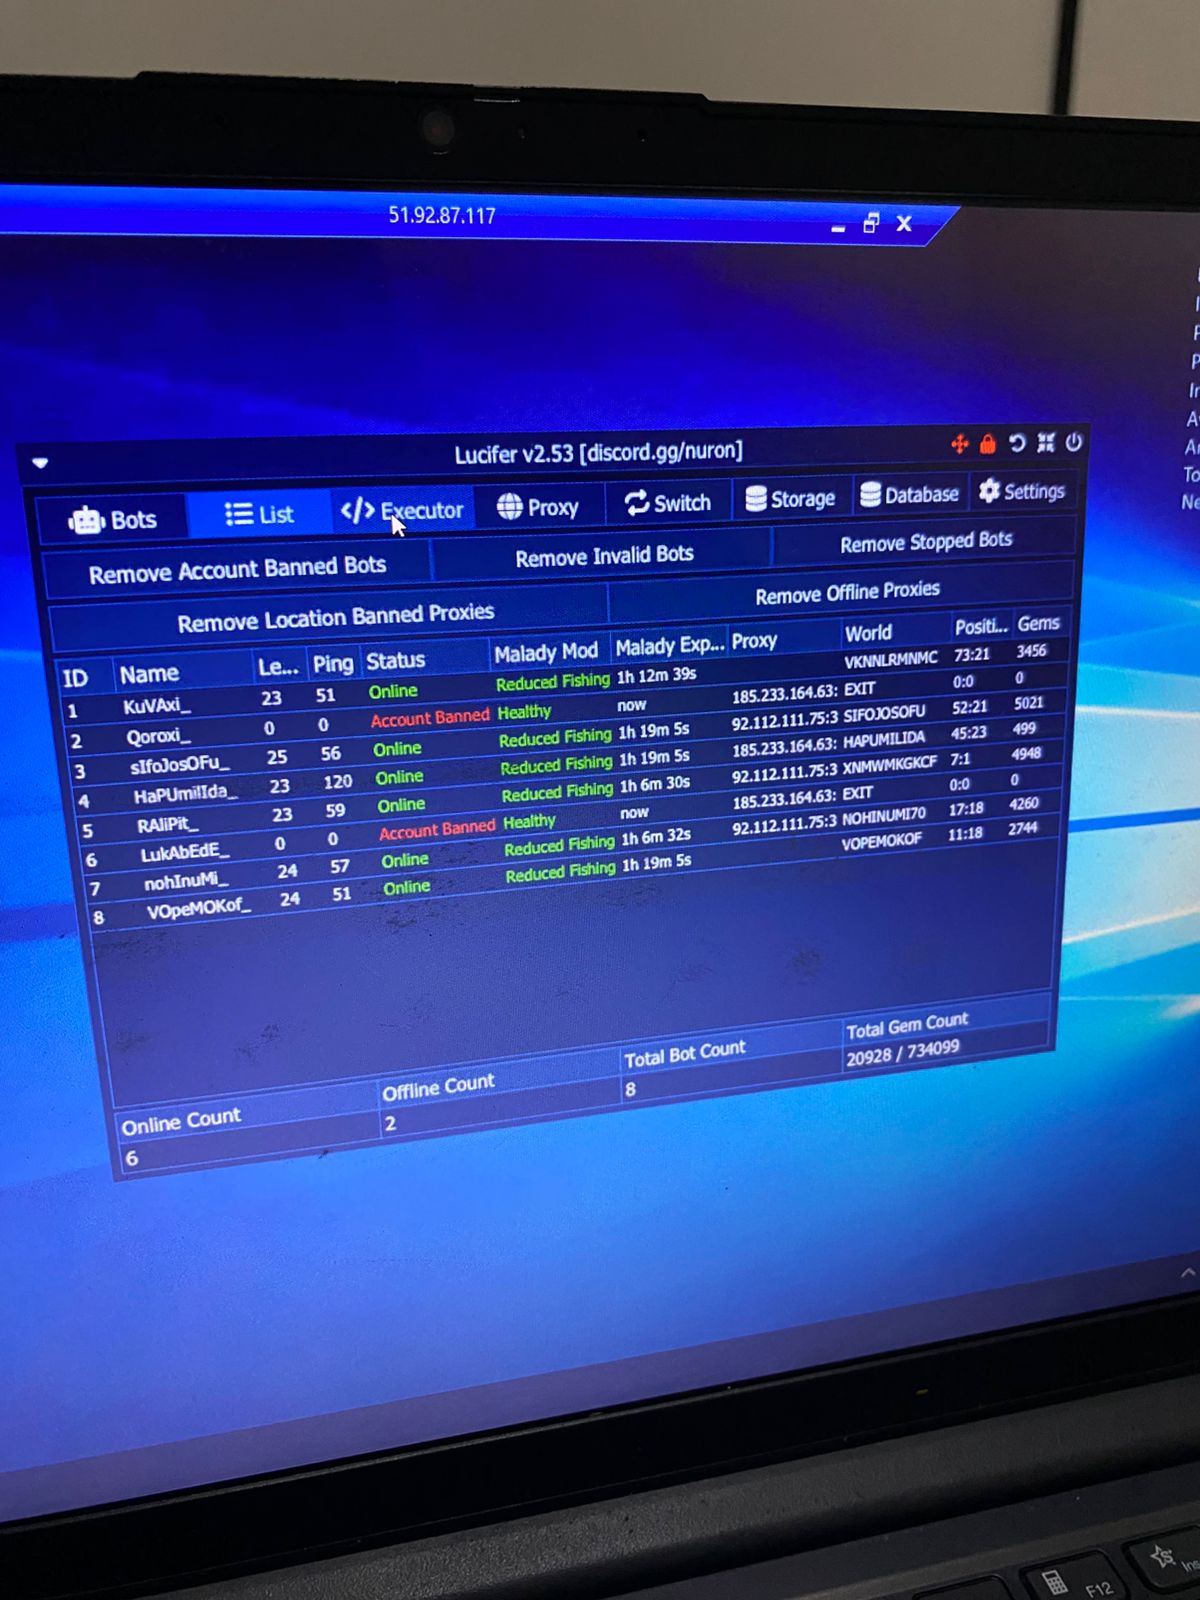 51.92.87.117
Lucifer v2.53 [discord.gg/nuron]
Bots List </> Executor Proxy Switch Storage Database Settings
Remove Account Banned Bots Remove Invalid Bots Remove Stopped Bots
Remove Location Banned Proxies Remove Offline Proxies
ID Name Le... Ping Status Malady Mod Malady Exp... Proxy World Positi... Gems
1 KuVAxi_ 23 51 Online Reduced Fishing 1h 12m 39s VKNNLRMNMC 73:21 3456
2 Qoroxi_ 0 0 Account Banned Healthy now 185.233.164.63: EXIT 0:0 0
3 sIfoJosOFu_ 25 56 Online Reduced Fishing 1h 19m 5s 92.112.111.75:3 SIFOJOSOFU 52:21 5021
4 HaPUmilIda_ 23 120 Online Reduced Fishing 1h 19m 5s 185.233.164.63: HAPUMILIDA 45:23 499
5 RAliPit_ 23 59 Online Reduced Fishing 1h 6m 30s 92.112.111.75:3 XNMWMKGKCF 7:1 4948
6 LukAbEdE_ 0 0 Account Banned Healthy now 185.233.164.63: EXIT 0:0 0
7 nohInuMi_ 24 57 Online Reduced Fishing 1h 6m 32s 92.112.111.75:3 NOHINUMI70 17:18 4260
8 VOpeMOKof_ 24 51 Online Reduced Fishing 1h 19m 5s VOPEMOKOF 11:18 2744
Online Count Offline Count Total Bot Count Total Gem Count
6 2 8 20928 / 734099
F12
Ins